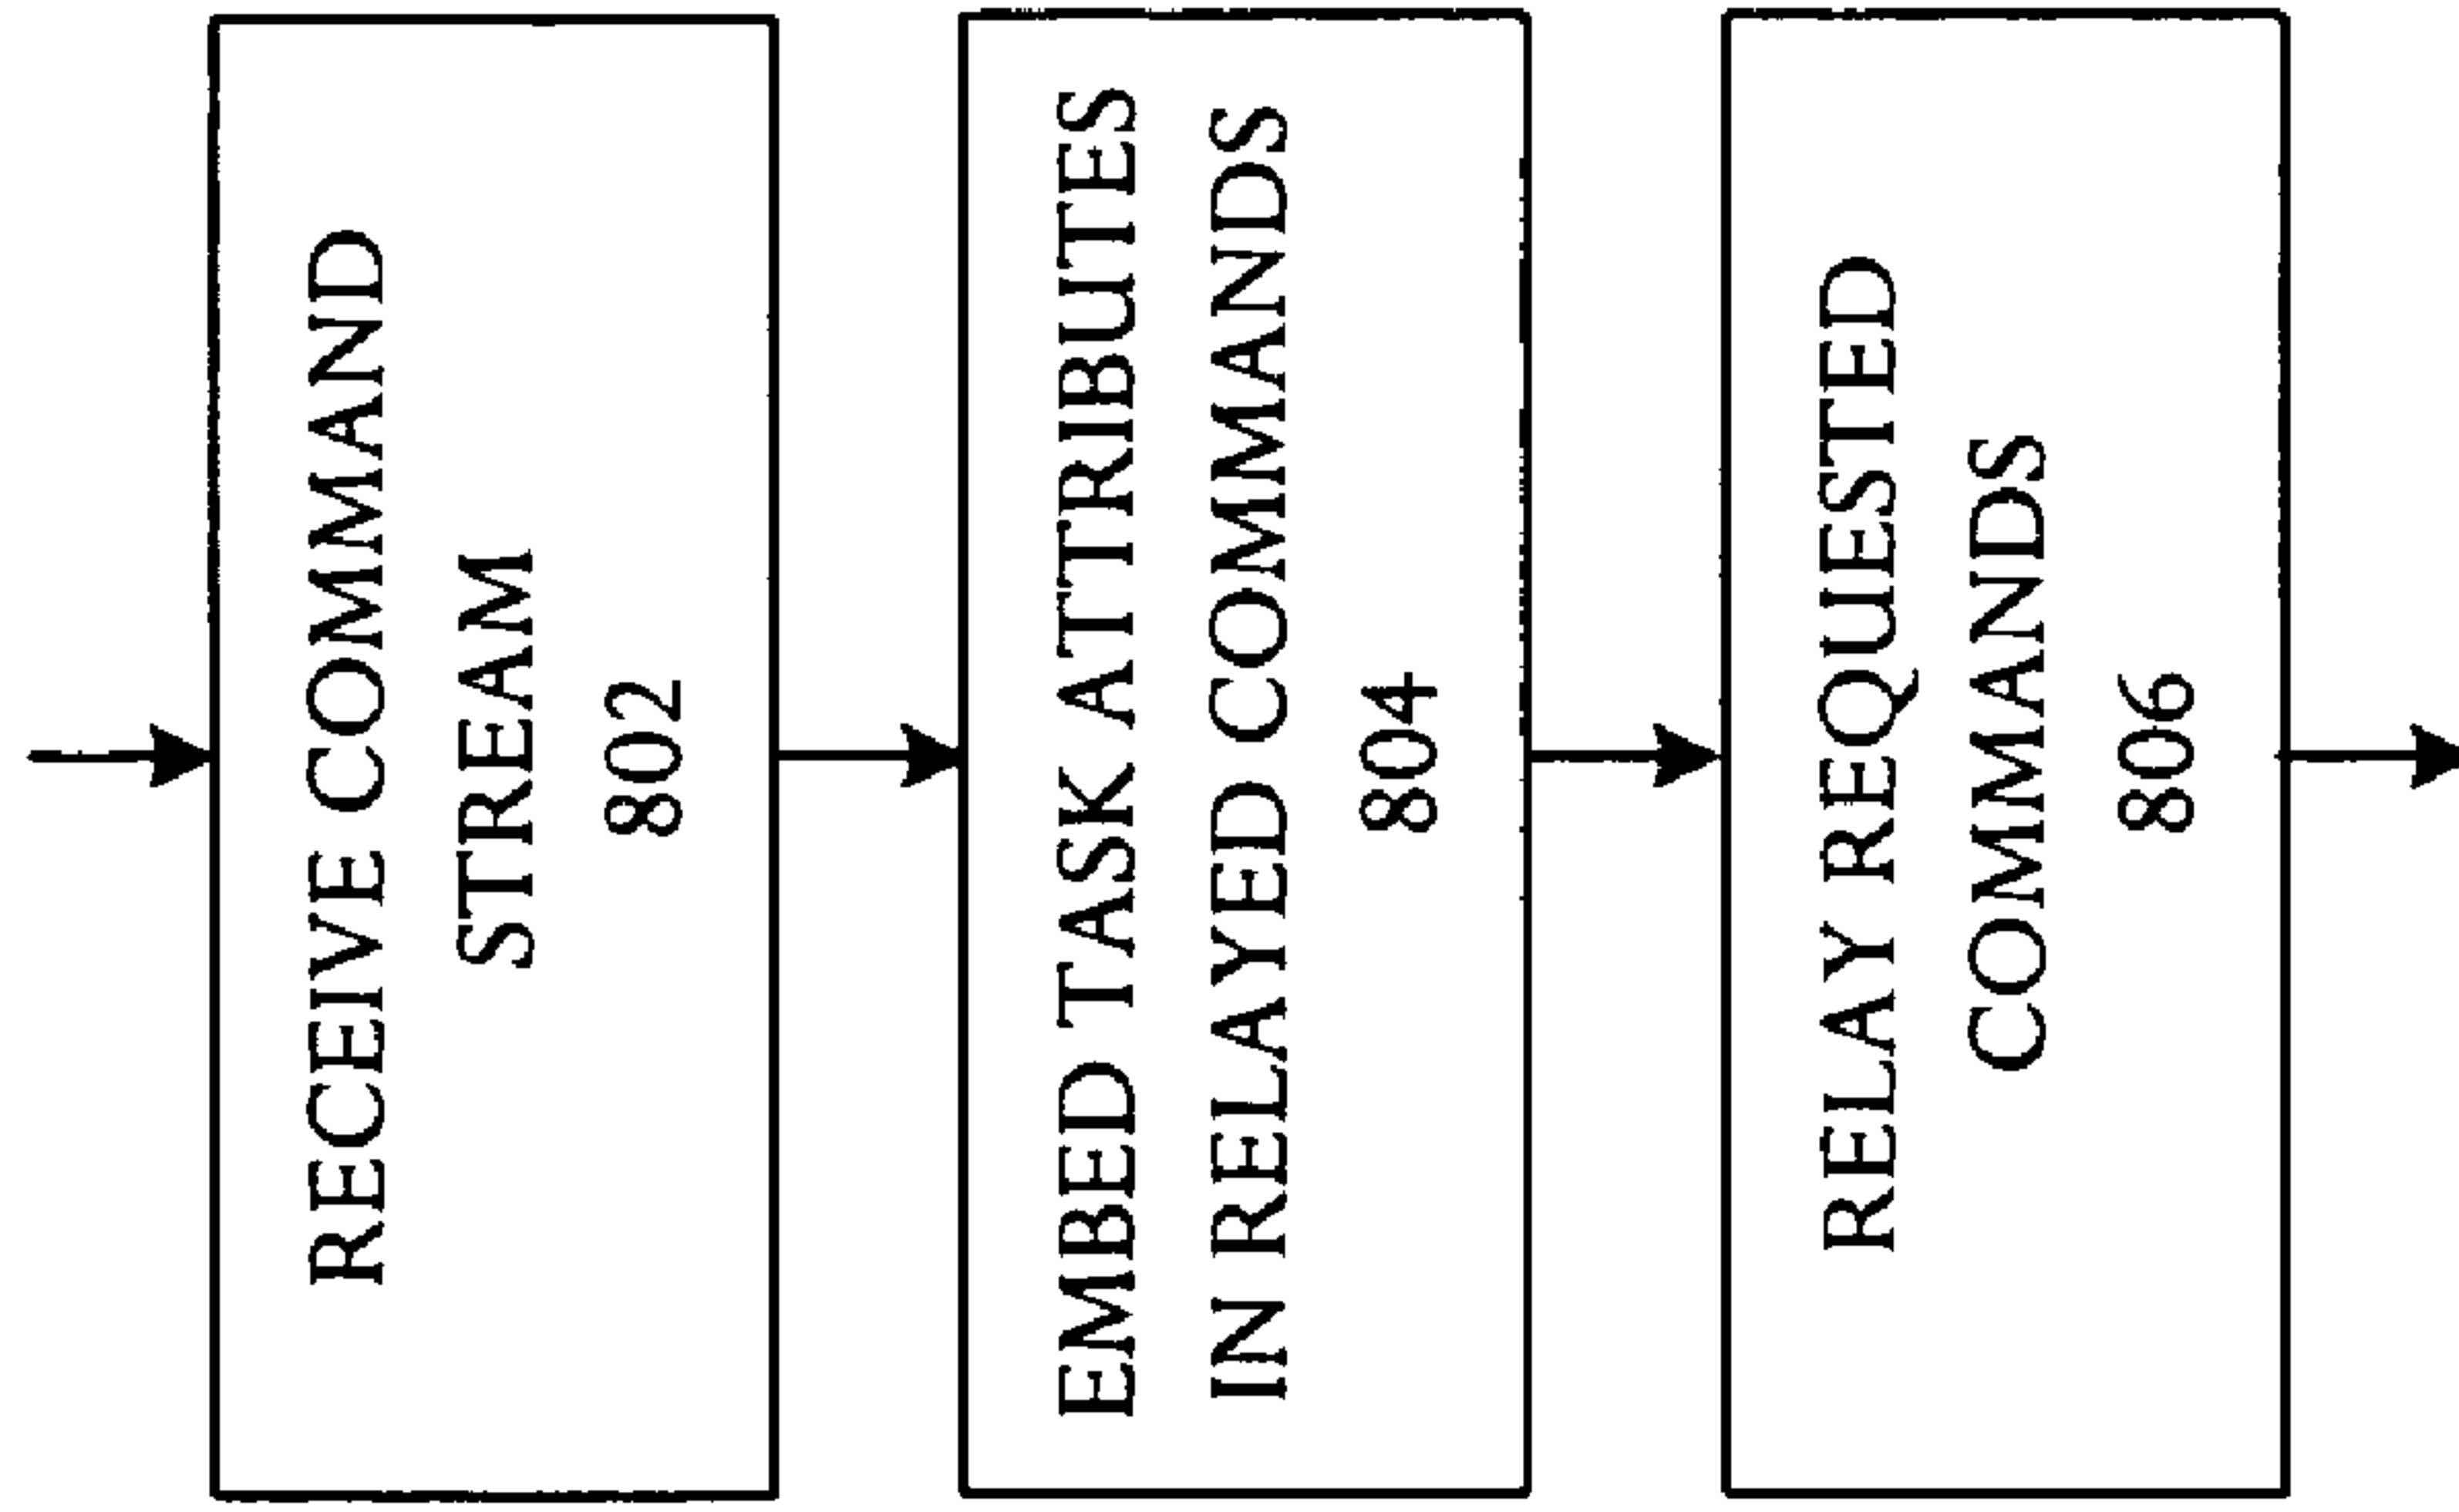 RECEIVE COMMAND
STREAM
802
EMBED TASK ATTRIBUTES
IN RELAYED COMMANDS
804
RELAY REQUESTED
COMMANDS
806